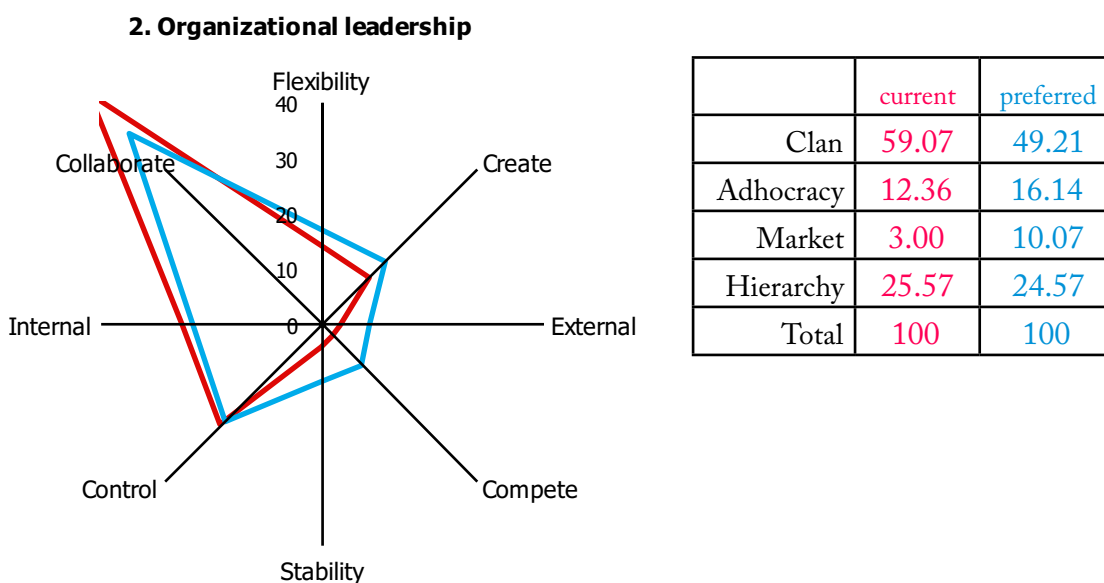 2. Organizational leadership
Flexibility
40
30
20
10
0
Collaborate
Create
Internal
External
Control
Compete
Stability
current preferred
Clan 59.07 49.21
Adhocracy 12.36 16.14
Market 3.00 10.07
Hierarchy 25.57 24.57
Total 100 100